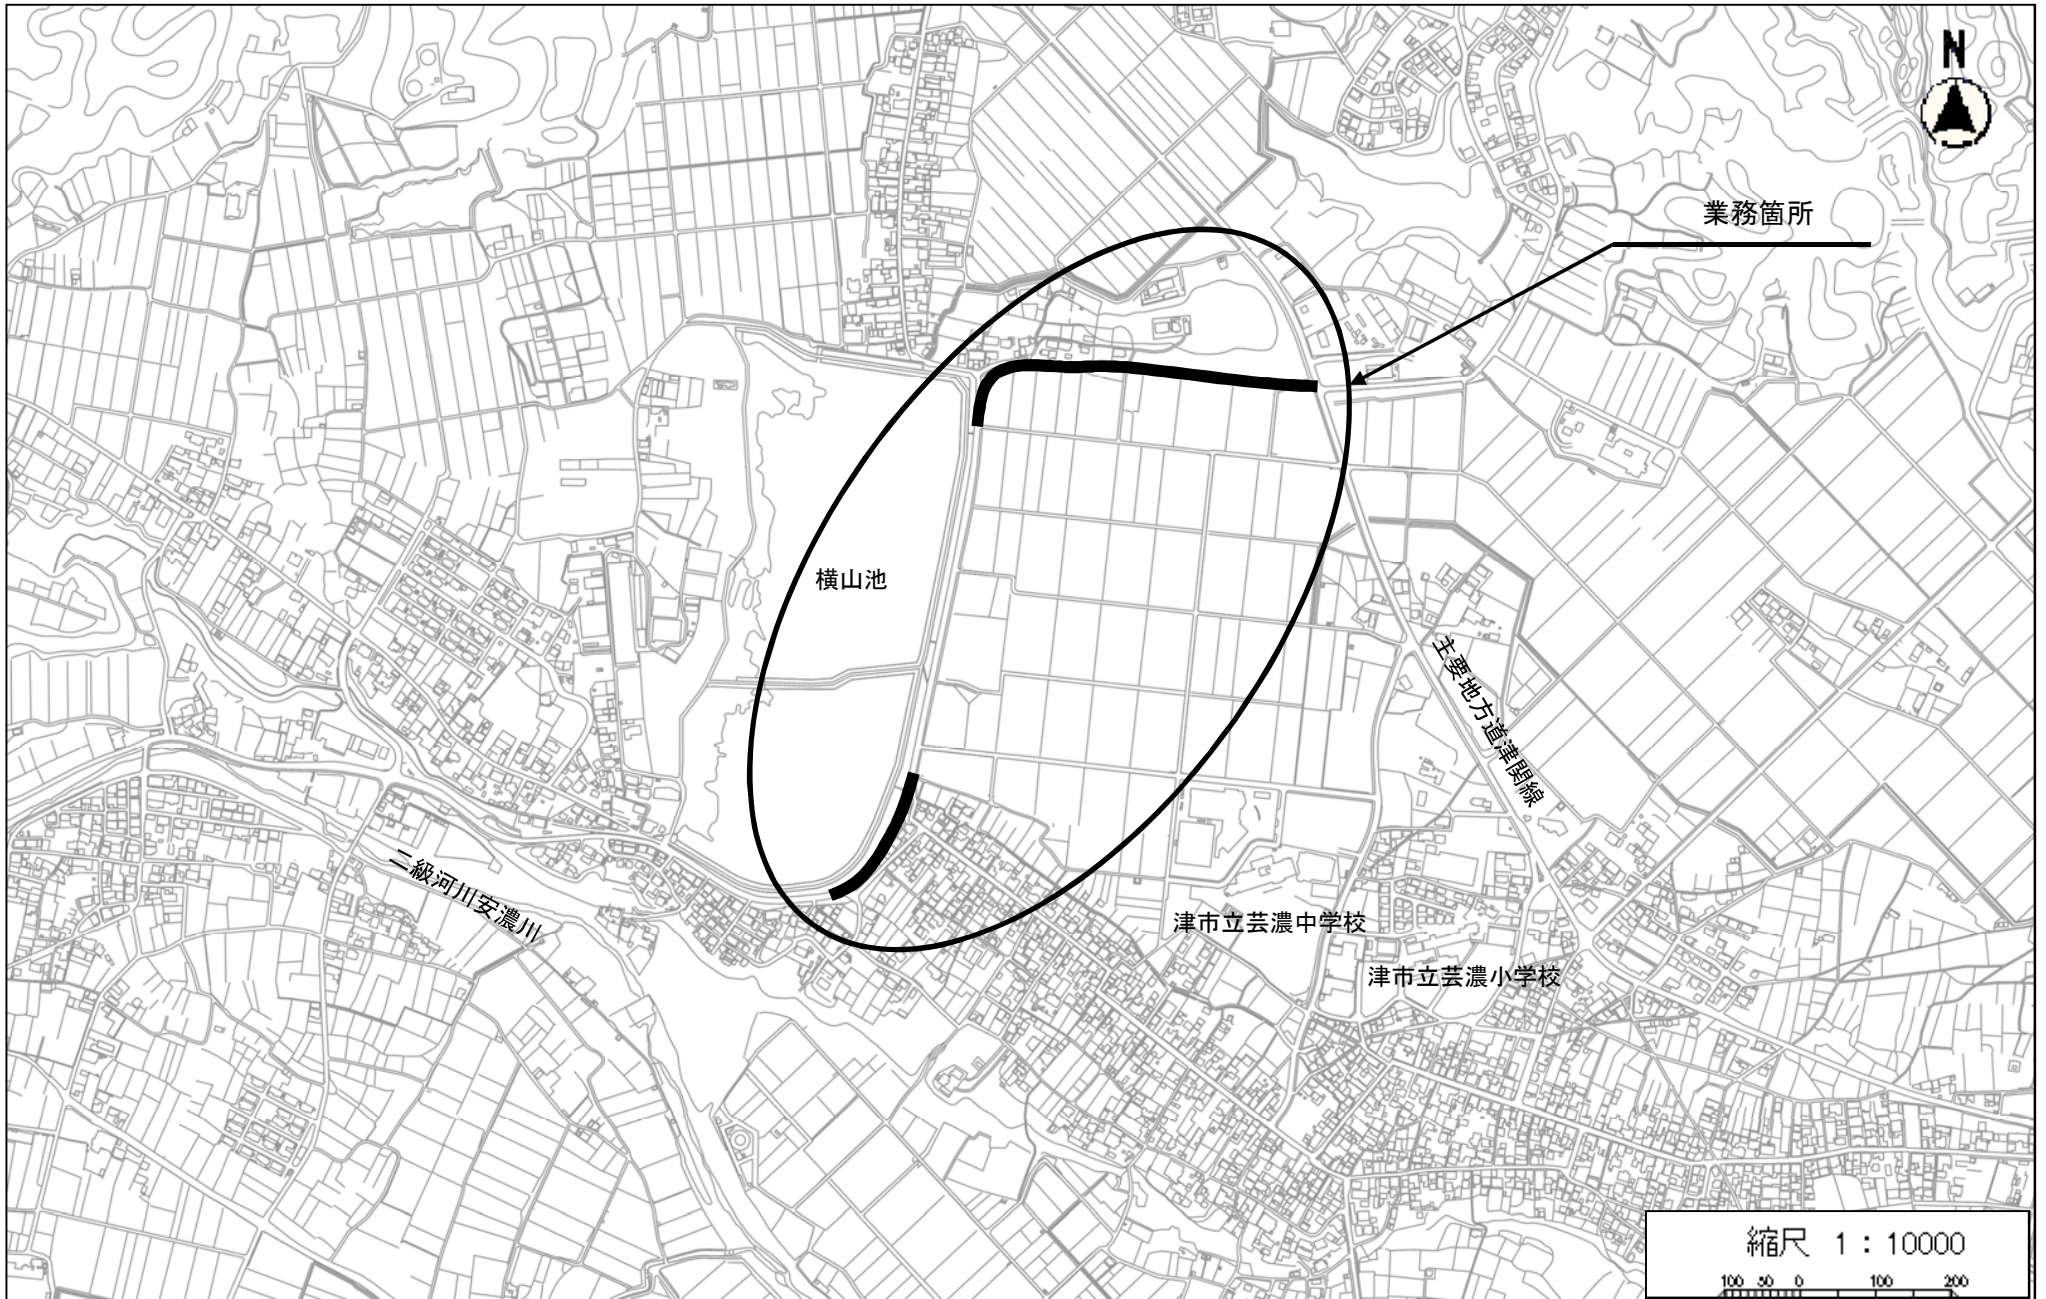 N
業務箇所
横山池
主要地方道津関線
二級河川安濃川
津市立芸濃中学校
津市立芸濃小学校
縮尺 1:10000
100 50 0 100 200